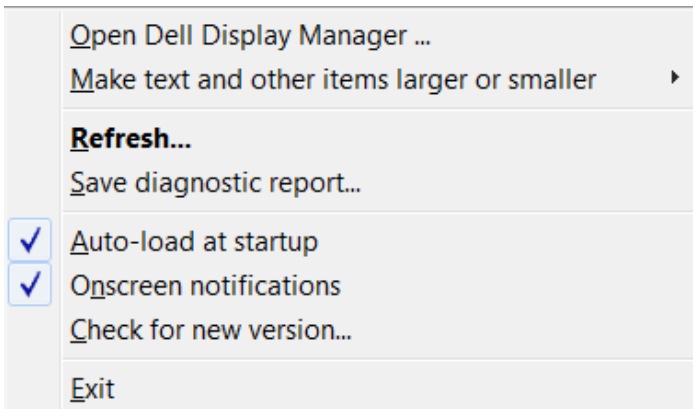 Open Dell Display Manager ...
Make text and other items larger or smaller
Refresh...
Save diagnostic report...
Auto-load at startup
Onscreen notifications
Check for new version...
Exit